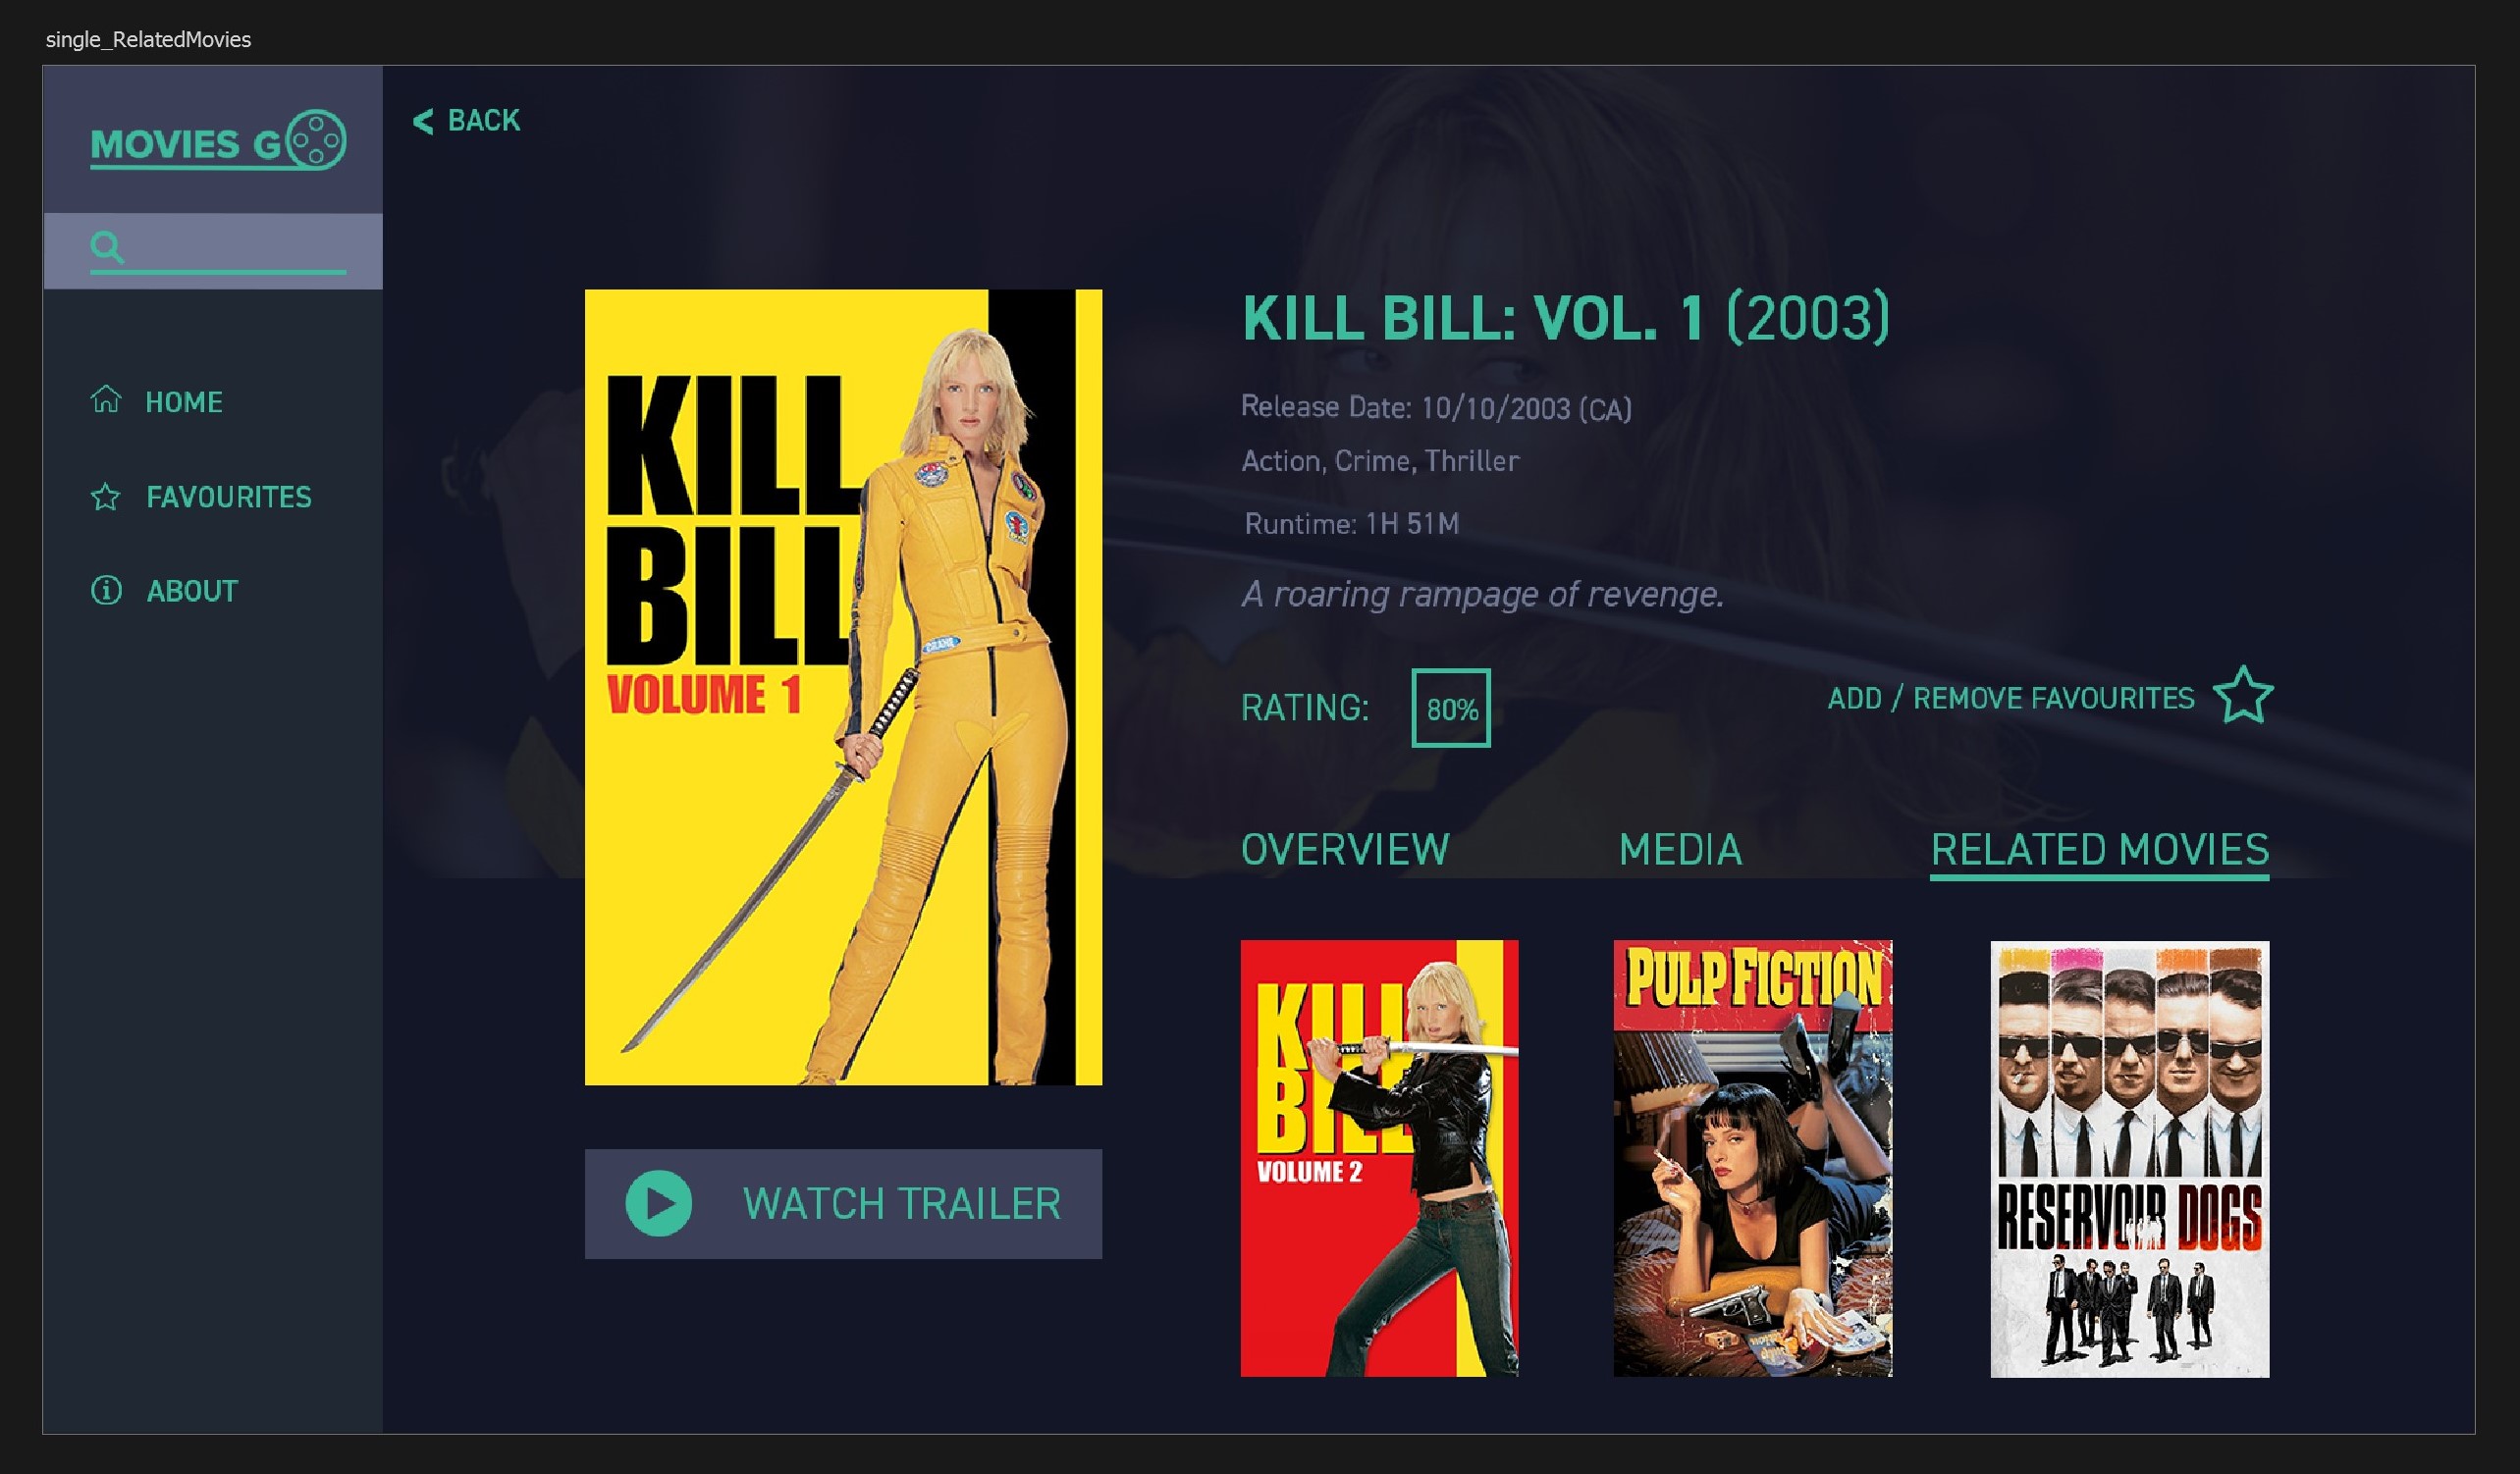 single_RelatedMovies
MOVIES GO
< BACK
HOME
FAVOURITES
ABOUT
KILL
BILL
VOLUME 1
CRANE
WATCH TRAILER
KILL BILL: VOL. 1 (2003)
Release Date: 10/10/2003 (CA)
Action, Crime, Thriller
Runtime: 1H 51M
A roaring rampage of revenge.
RATING: 80%
ADD / REMOVE FAVOURITES
OVERVIEW MEDIA RELATED MOVIES
KILL
BILL
VOLUME 2
PULP FICTION
RESERVOIR DOGS